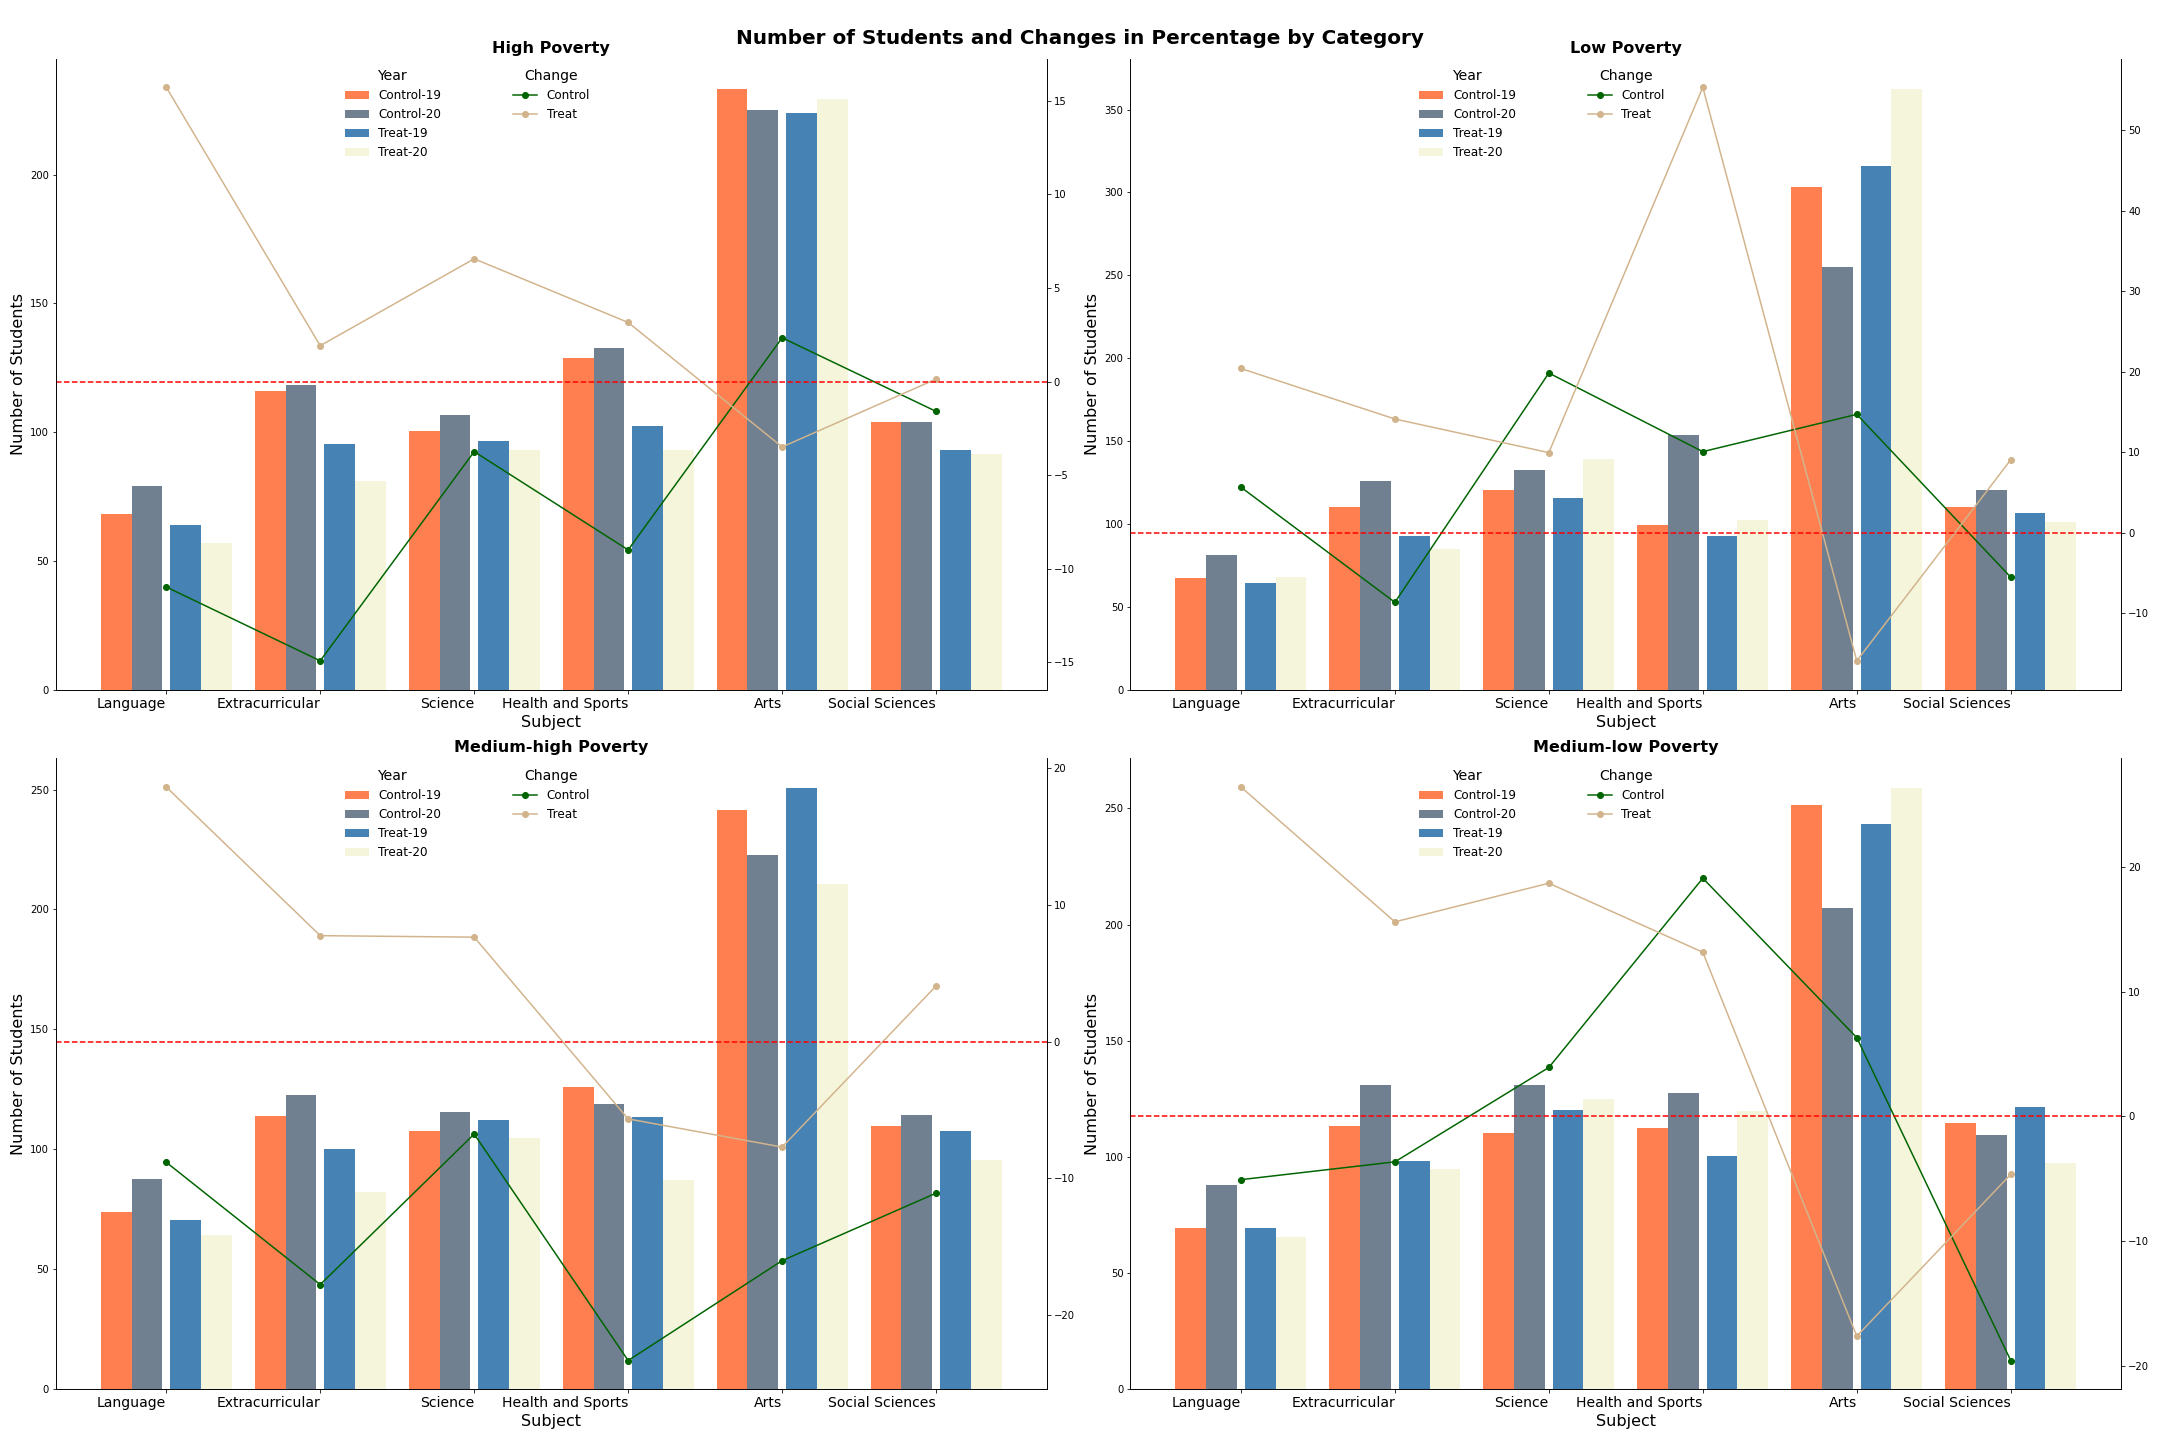 Number of Students and Changes in Percentage by Category
High Poverty
Year
Control-19
Control-20
Treat-19
Treat-20
Change
Control
Treat
Number of Students
0
50
100
150
200
15
10
5
0
−5
−10
−15
Language
Extracurricular
Science
Health and Sports
Arts
Social Sciences
Subject
Low Poverty
Year
Control-19
Control-20
Treat-19
Treat-20
Change
Control
Treat
Number of Students
0
50
100
150
200
250
300
350
50
40
30
20
10
0
−10
Language
Extracurricular
Science
Health and Sports
Arts
Social Sciences
Subject
Medium-high Poverty
Year
Control-19
Control-20
Treat-19
Treat-20
Change
Control
Treat
Number of Students
0
50
100
150
200
250
20
10
0
−10
−20
Language
Extracurricular
Science
Health and Sports
Arts
Social Sciences
Subject
Medium-low Poverty
Year
Control-19
Control-20
Treat-19
Treat-20
Change
Control
Treat
Number of Students
0
50
100
150
200
250
20
10
0
−10
−20
Language
Extracurricular
Science
Health and Sports
Arts
Social Sciences
Subject